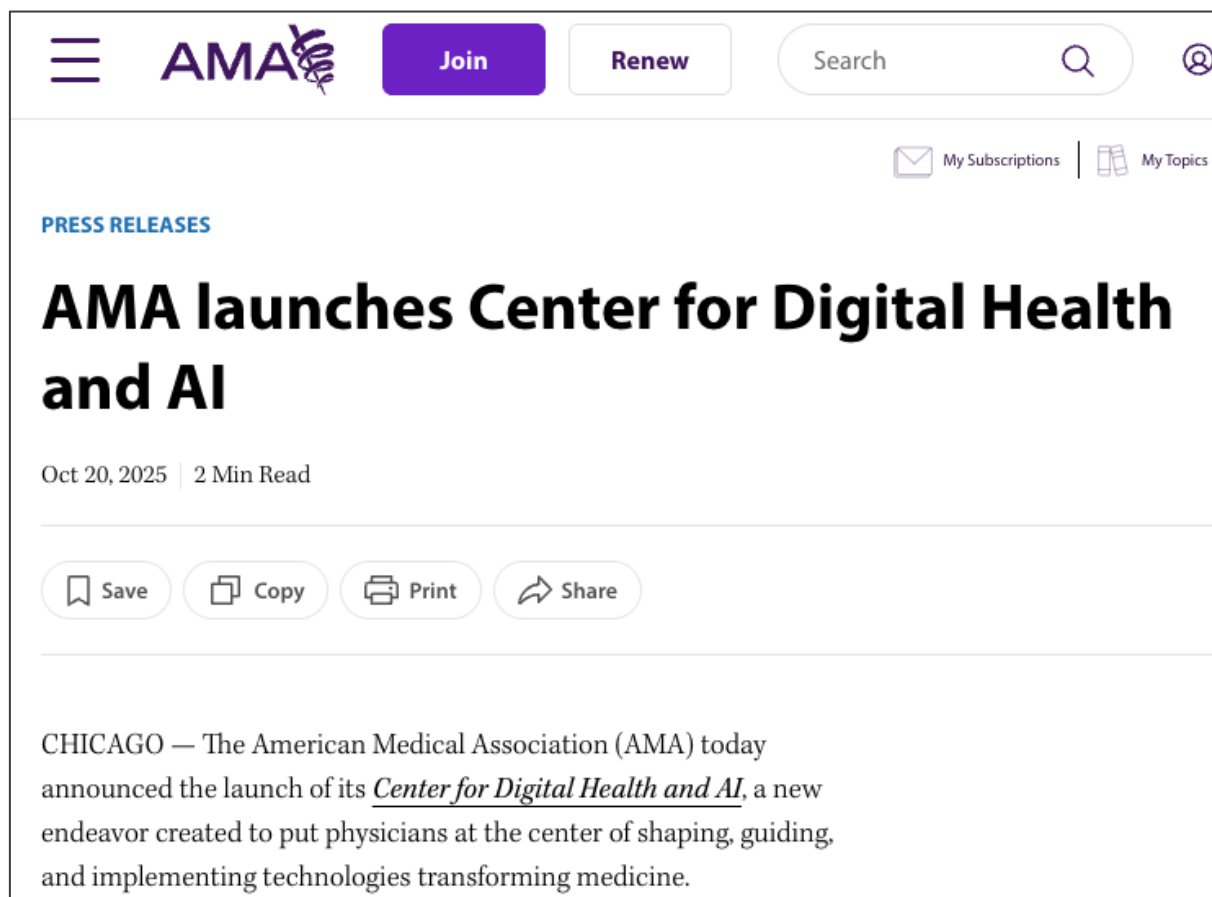 AMA
Join
Renew
Search
My Subscriptions
My Topics
PRESS RELEASES
AMA launches Center for Digital Health
and AI
Oct 20, 2025
2 Min Read
Save
Copy
Print
Share
CHICAGO — The American Medical Association (AMA) today
announced the launch of its Center for Digital Health and AI, a new
endeavor created to put physicians at the center of shaping, guiding,
and implementing technologies transforming medicine.